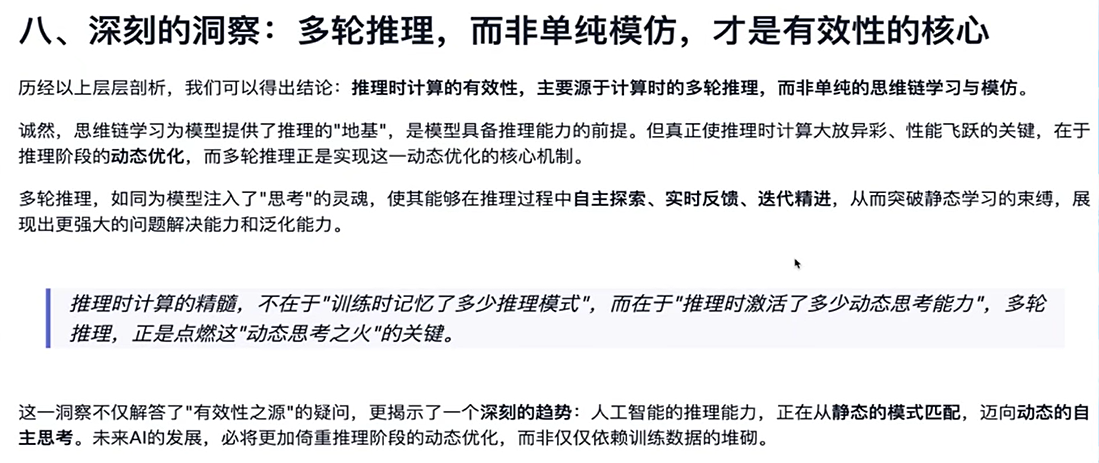 八、深刻的洞察：多轮推理，而非单纯模仿，才是有效性的核心
历经以上层层剖析，我们可以得出结论：推理时计算的有效性，主要源于计算时的多轮推理，而非单纯的思维链学习与模仿。
诚然，思维链学习为模型提供了推理的"地基"，是模型具备推理能力的前提。但真正使推理时计算大放异彩、性能飞跃的关键，在于
推理阶段的动态优化，而多轮推理正是实现这一动态优化的核心机制。
多轮推理，如同为模型注入了"思考"的灵魂，使其能够在推理过程中自主探索、实时反馈、迭代精进，从而突破静态学习的束缚，展
现出更强大的问题解决能力和泛化能力。
推理时计算的精髓，不在于"训练时记忆了多少推理模式"，而在于"推理时激活了多少动态思考能力"，多轮
推理，正是点燃这"动态思考之火"的关键。
这一洞察不仅解答了"有效性之源"的疑问，更揭示了一个深刻的趋势：人工智能的推理能力，正在从静态的模式匹配，迈向动态的自
主思考。未来AI的发展，必将更加倚重推理阶段的动态优化，而非仅仅依赖训练数据的堆砌。